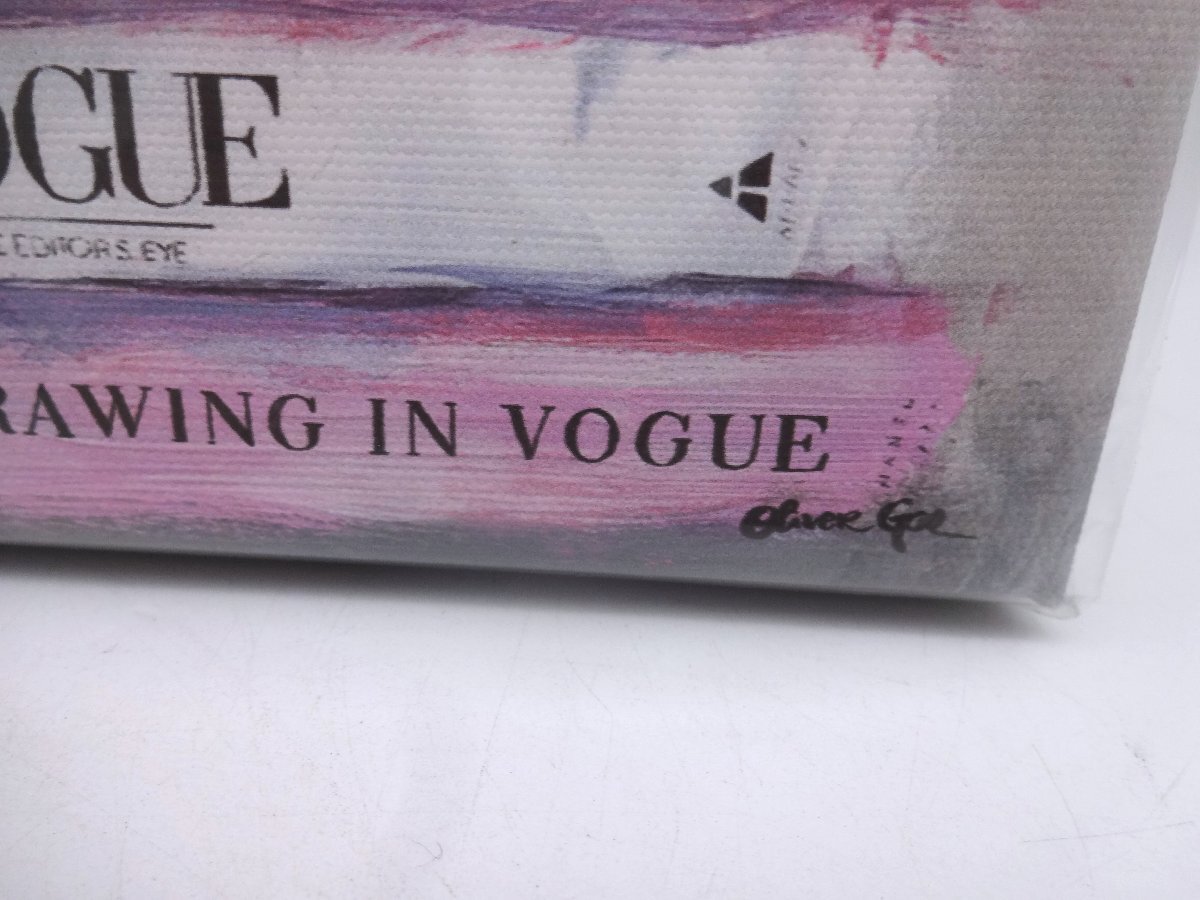 OGUE
EDITOR S. EYE
RAWING IN VOGUE
Oliver Gal